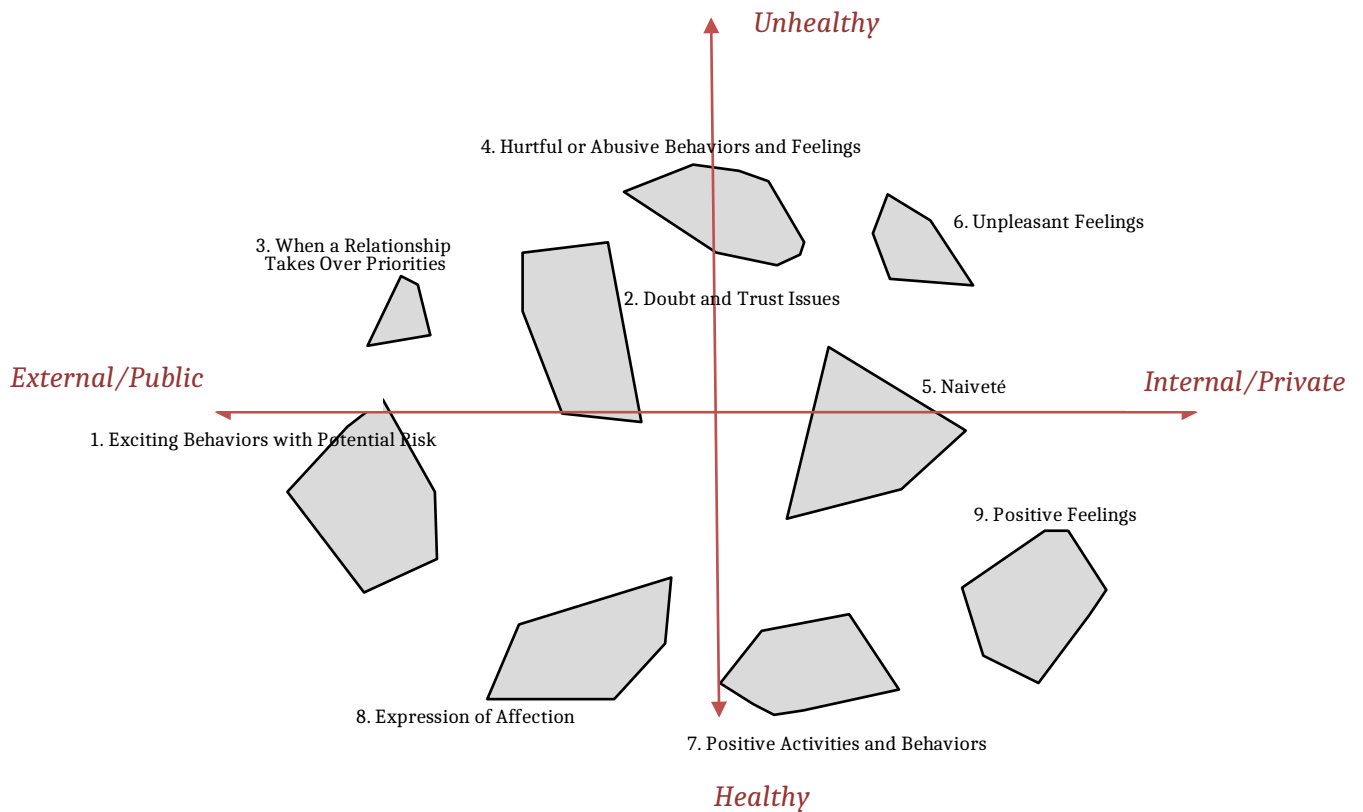 Unhealthy
4. Hurtful or Abusive Behaviors and Feelings
6. Unpleasant Feelings
3. When a Relationship
Takes Over Priorities
2. Doubt and Trust Issues
External/Public
5. Naiveté
Internal/Private
1. Exciting Behaviors with Potential Risk
9. Positive Feelings
8. Expression of Affection
7. Positive Activities and Behaviors
Healthy